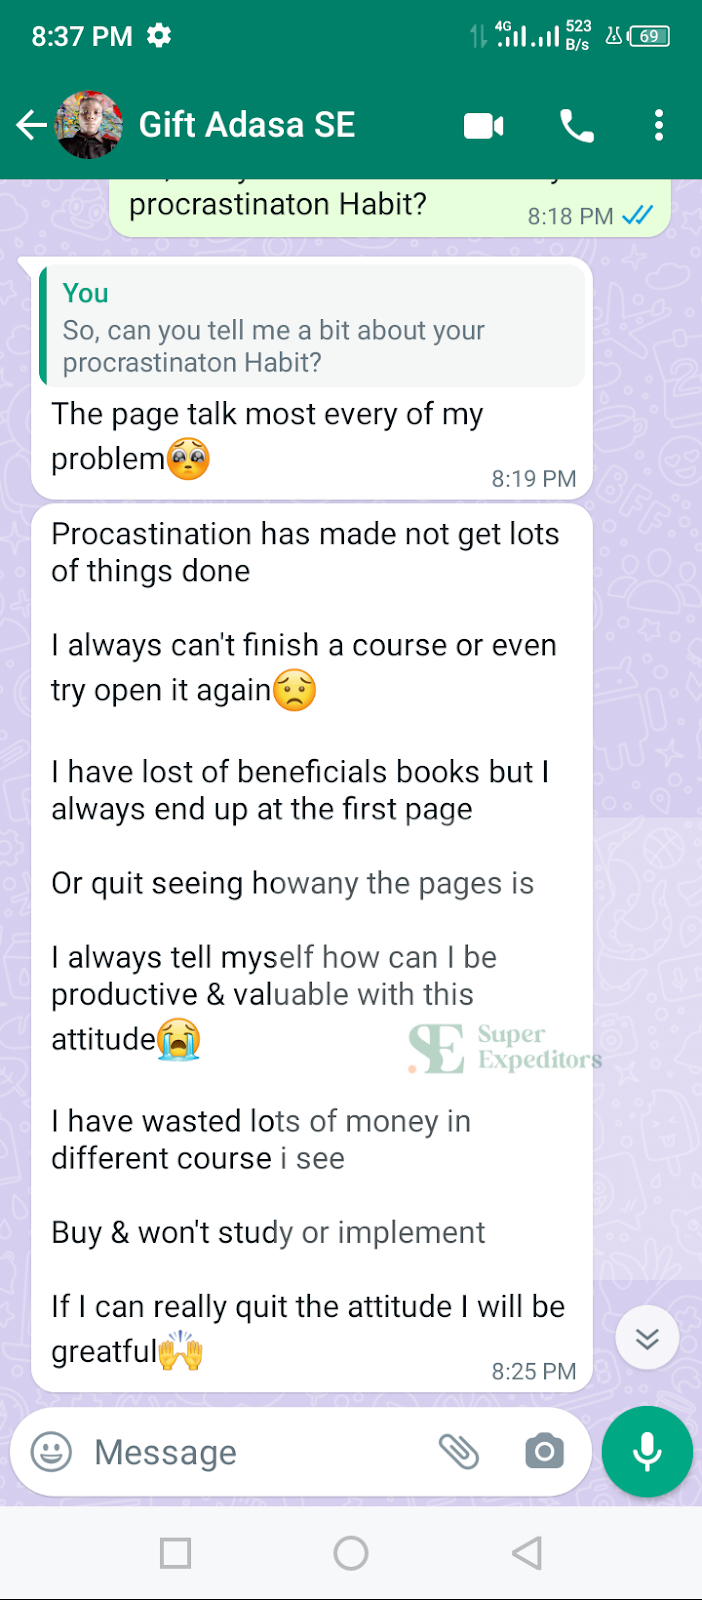 8:37 PM
4G
523
B/s
69
Gift Adasa SE
procrastinaton Habit?
8:18 PM
You
So, can you tell me a bit about your
procrastinaton Habit?
The page talk most every of my
problem🥺
8:19 PM
Procastination has made not get lots
of things done
I always can't finish a course or even
try open it again😟
I have lost of beneficials books but I
always end up at the first page
Or quit seeing howany the pages is
I always tell myself how can I be
productive & valuable with this
attitude😭
SE Super
Expeditors
I have wasted lots of money in
different course i see
Buy & won't study or implement
If I can really quit the attitude I will be
greatful🙌
8:25 PM
Message